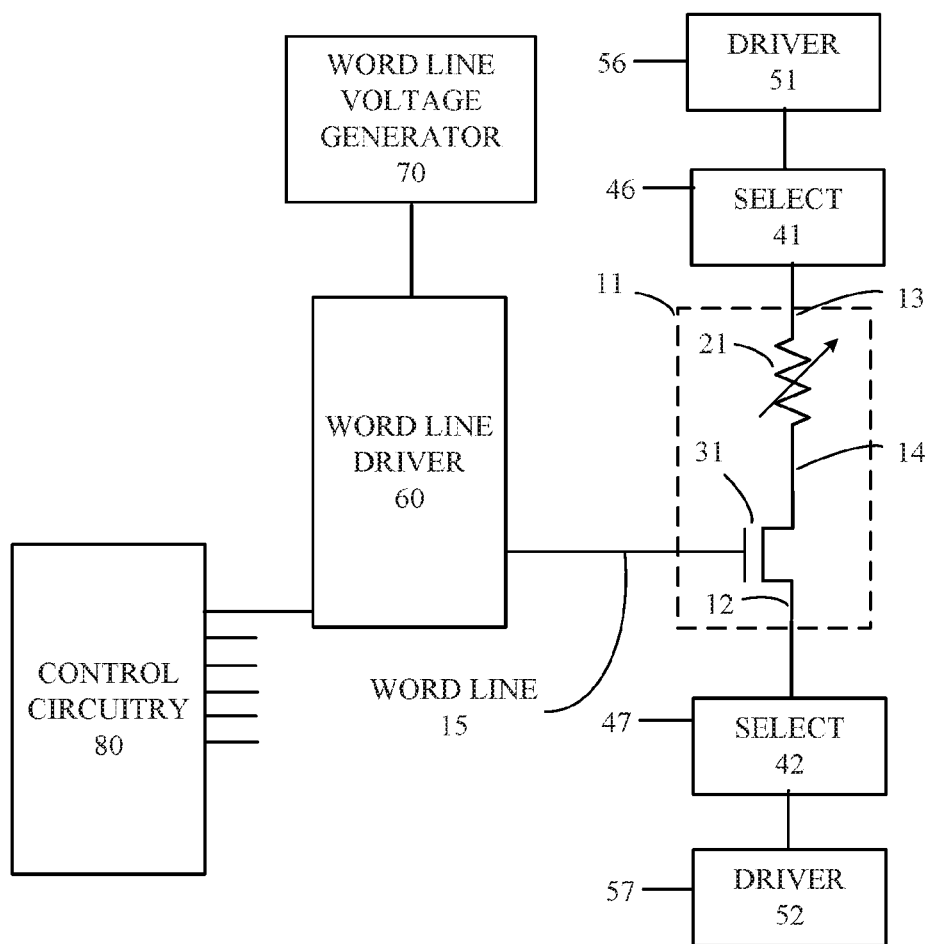 DRIVER
51
56
WORD LINE
VOLTAGE
GENERATOR
70
46
SELECT
41
11
13
21
WORD LINE
DRIVER
60
31
14
12
CONTROL
CIRCUITRY
80
WORD LINE
15
47
SELECT
42
57
DRIVER
52